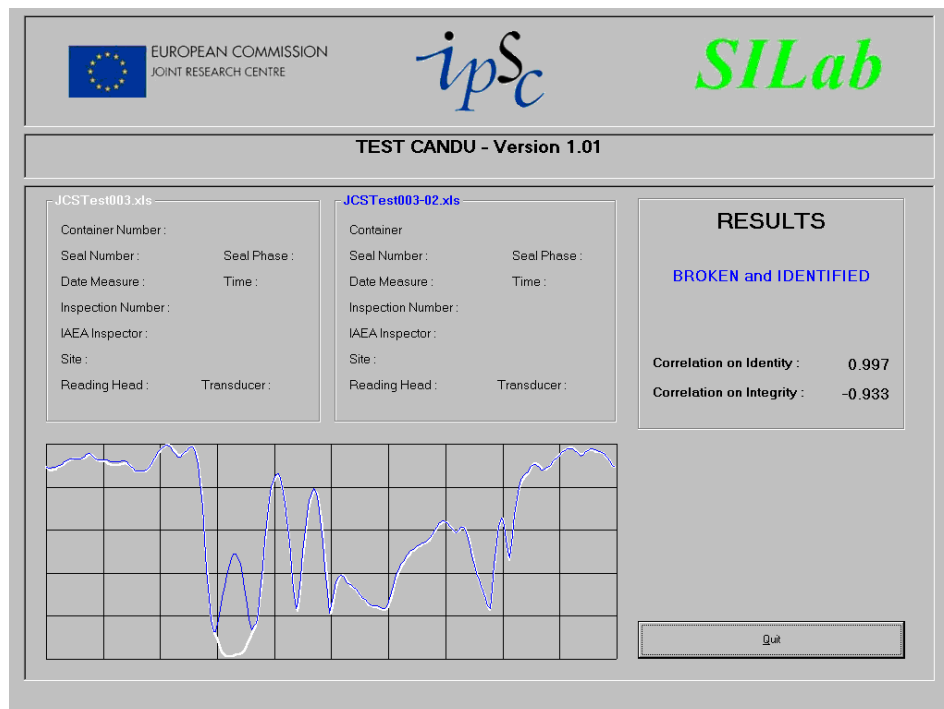 EUROPEAN COMMISSION
JOINT RESEARCH CENTRE
ipSc
SILab
TEST CANDU - Version 1.01
JCSTest003.xls
Container Number :
Seal Number : Seal Phase :
Date Measure : Time :
Inspection Number :
IAEA Inspector :
Site :
Reading Head : Transducer :
JCSTest003-02.xls
Container
Seal Number : Seal Phase :
Date Measure : Time :
Inspection Number :
IAEA Inspector :
Site :
Reading Head : Transducer :
RESULTS
BROKEN and IDENTIFIED
Correlation on Identity : 0.997
Correlation on Integrity : -0.933
Quit